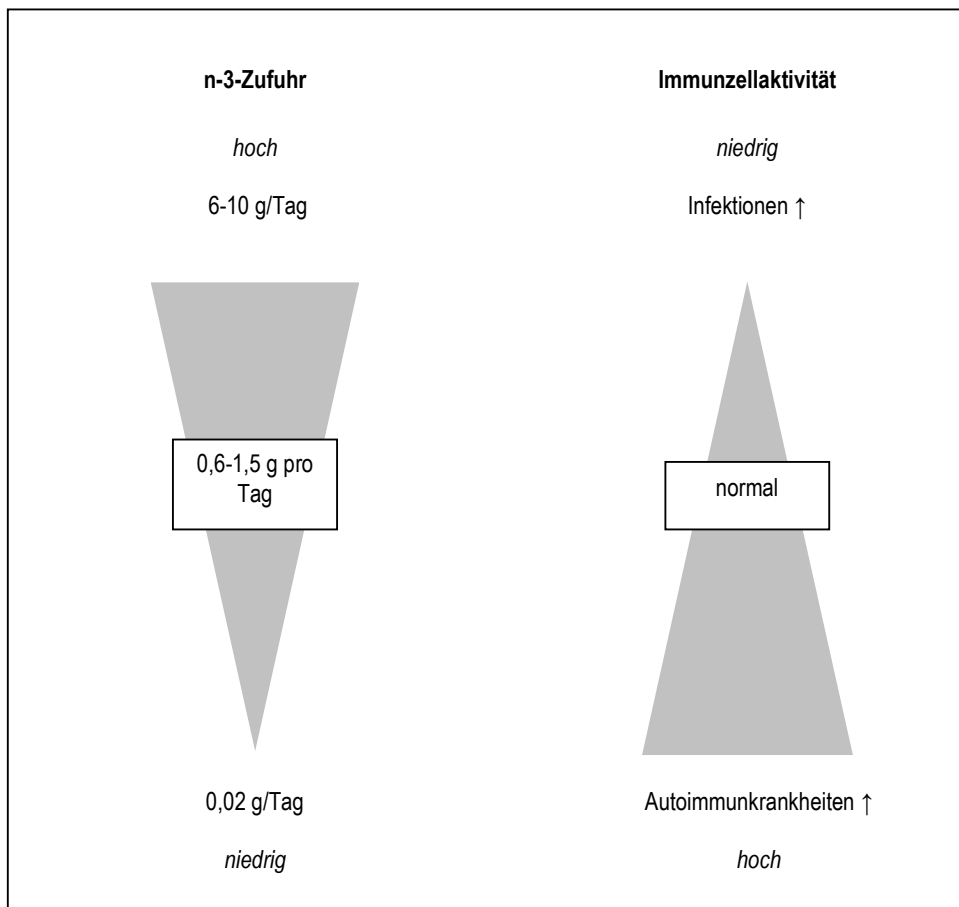 n-3-Zufuhr
hoch
6-10 g/Tag
0,6-1,5 g pro
Tag
0,02 g/Tag
niedrig
Immunzellaktivität
niedrig
Infektionen ↑
normal
Autoimmunkrankheiten ↑
hoch